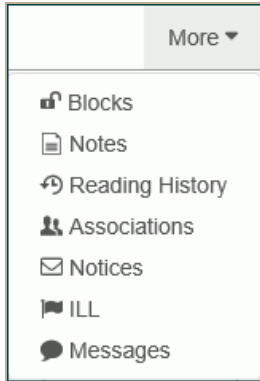 More
Blocks
Notes
Reading History
Associations
Notices
ILL
Messages